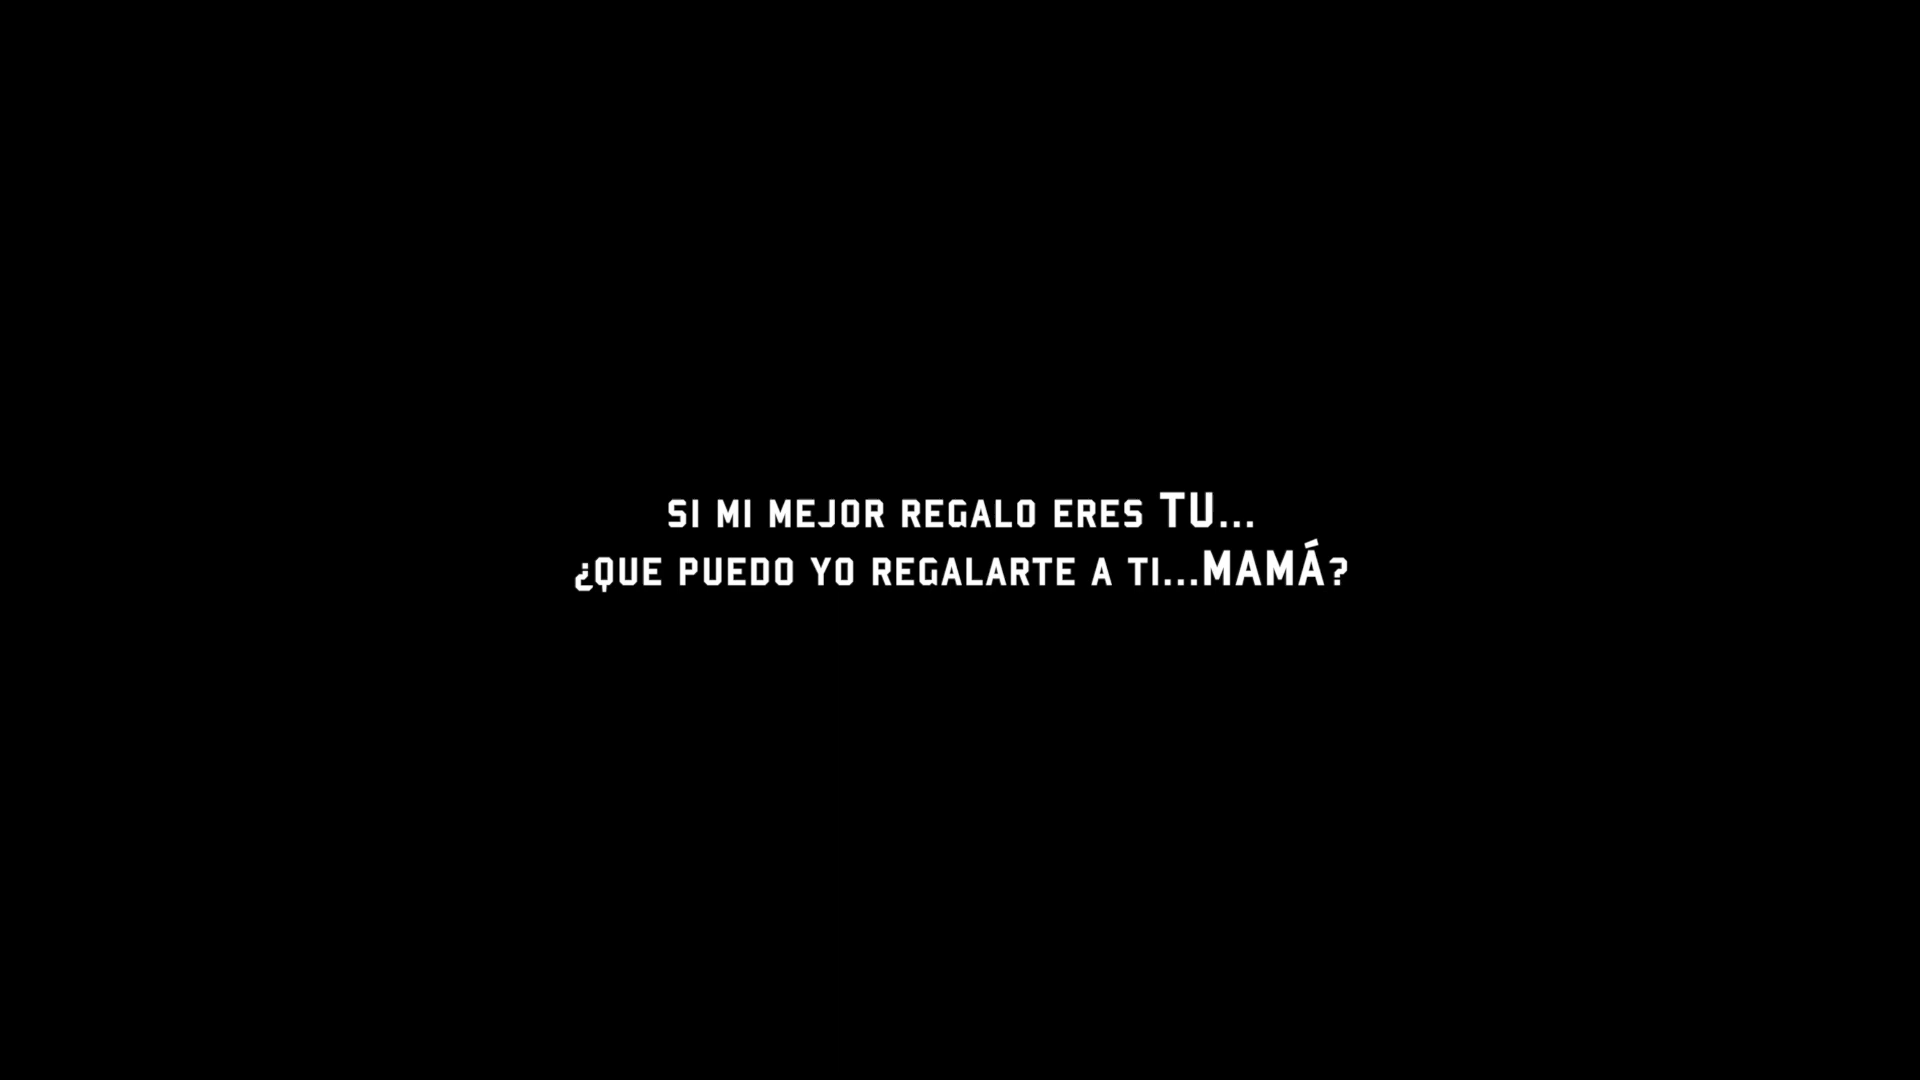 SI MI MEJOR REGALO ERES TU...
¿QUE PUEDO YO REGALARTE A TI...MAMÁ?